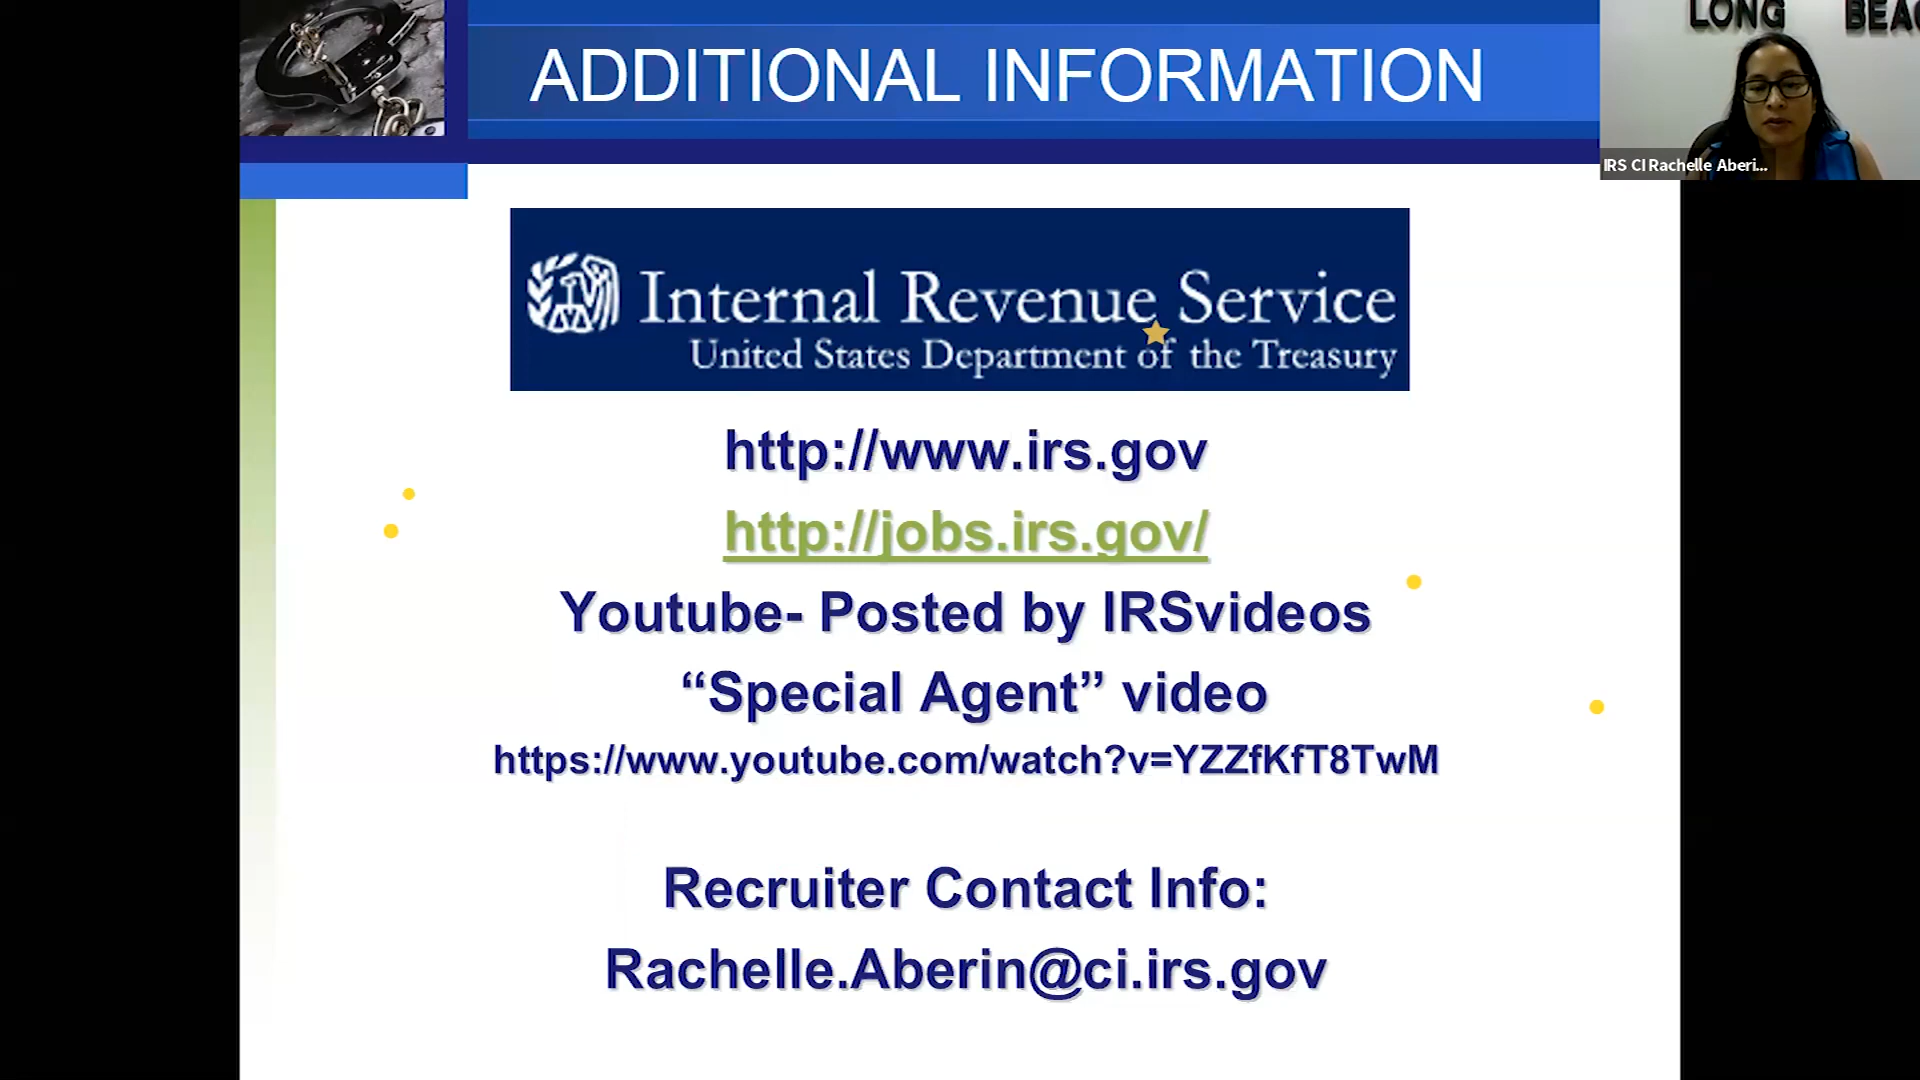 ADDITIONAL INFORMATION
LONG BEAC
IRS CI Rachelle Aberi...
Internal Revenue Service
United States Department of the Treasury
http://www.irs.gov
http://jobs.irs.gov/
Youtube- Posted by IRSvideos
“Special Agent” video
https://www.youtube.com/watch?v=YZZfKfT8TwM
Recruiter Contact Info:
Rachelle.Aberin@ci.irs.gov